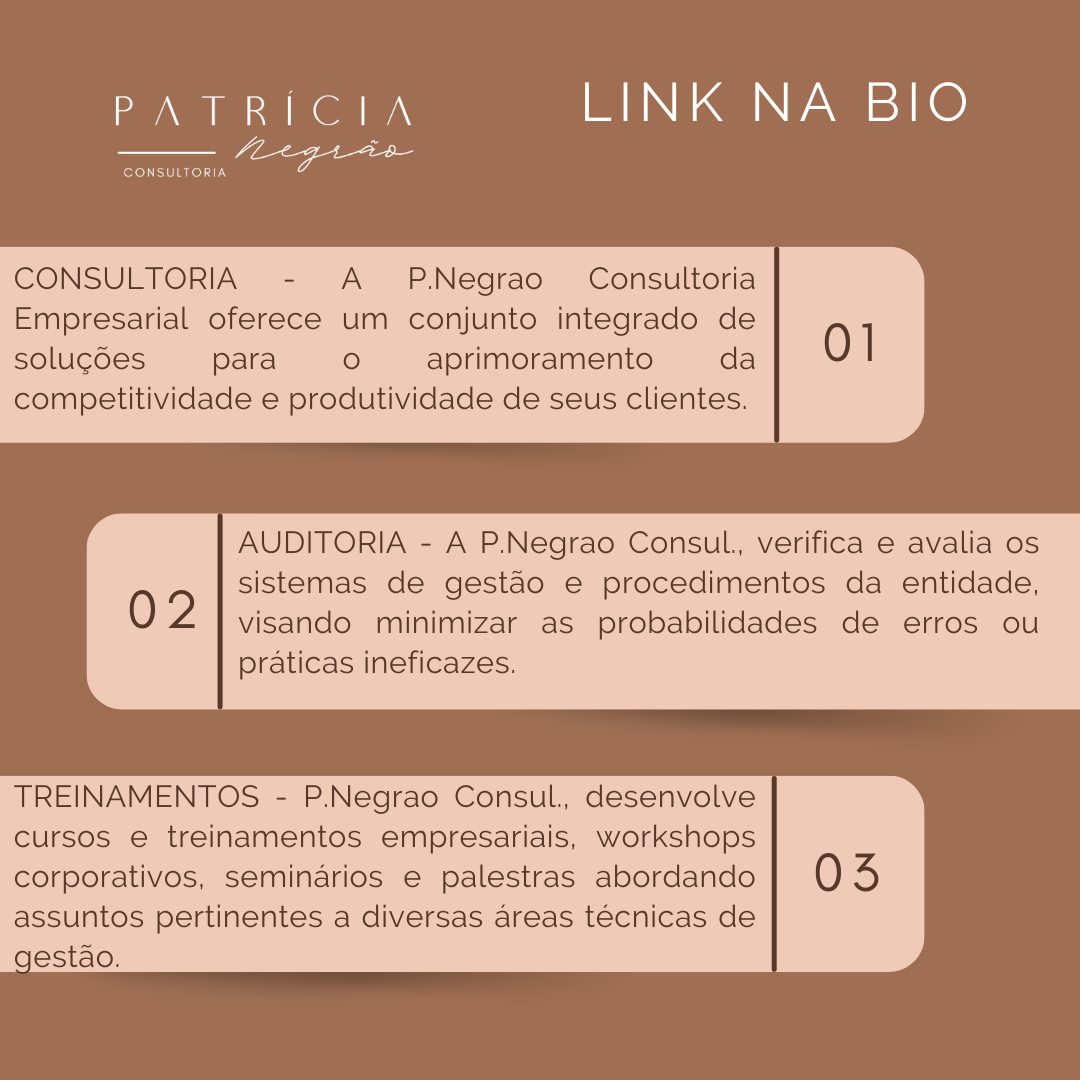 PATRÍCIA
Negrão
CONSULTORIA
LINK NA BIO
CONSULTORIA - A P.Negrao Consultoria
Empresarial oferece um conjunto integrado de
soluções para o aprimoramento da
competitividade e produtividade de seus clientes.
01
02
AUDITORIA - A P.Negrao Consul., verifica e avalia os
sistemas de gestão e procedimentos da entidade,
visando minimizar as probabilidades de erros ou
práticas ineficazes.
TREINAMENTOS - P.Negrao Consul., desenvolve
cursos e treinamentos empresariais, workshops
corporativos, seminários e palestras abordando
assuntos pertinentes a diversas áreas técnicas de
gestão.
03